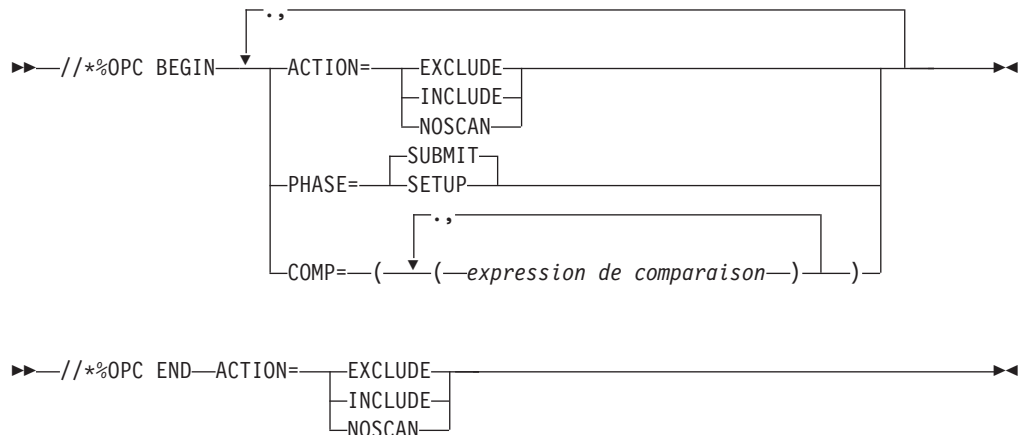 .,
//*%OPC BEGIN ACTION= EXCLUDE
INCLUDE
NOSCAN
SUBMIT
PHASE= SETUP
.,
COMP= ( ( expression de comparaison ) )
//*%OPC END ACTION= EXCLUDE
INCLUDE
NOSCAN